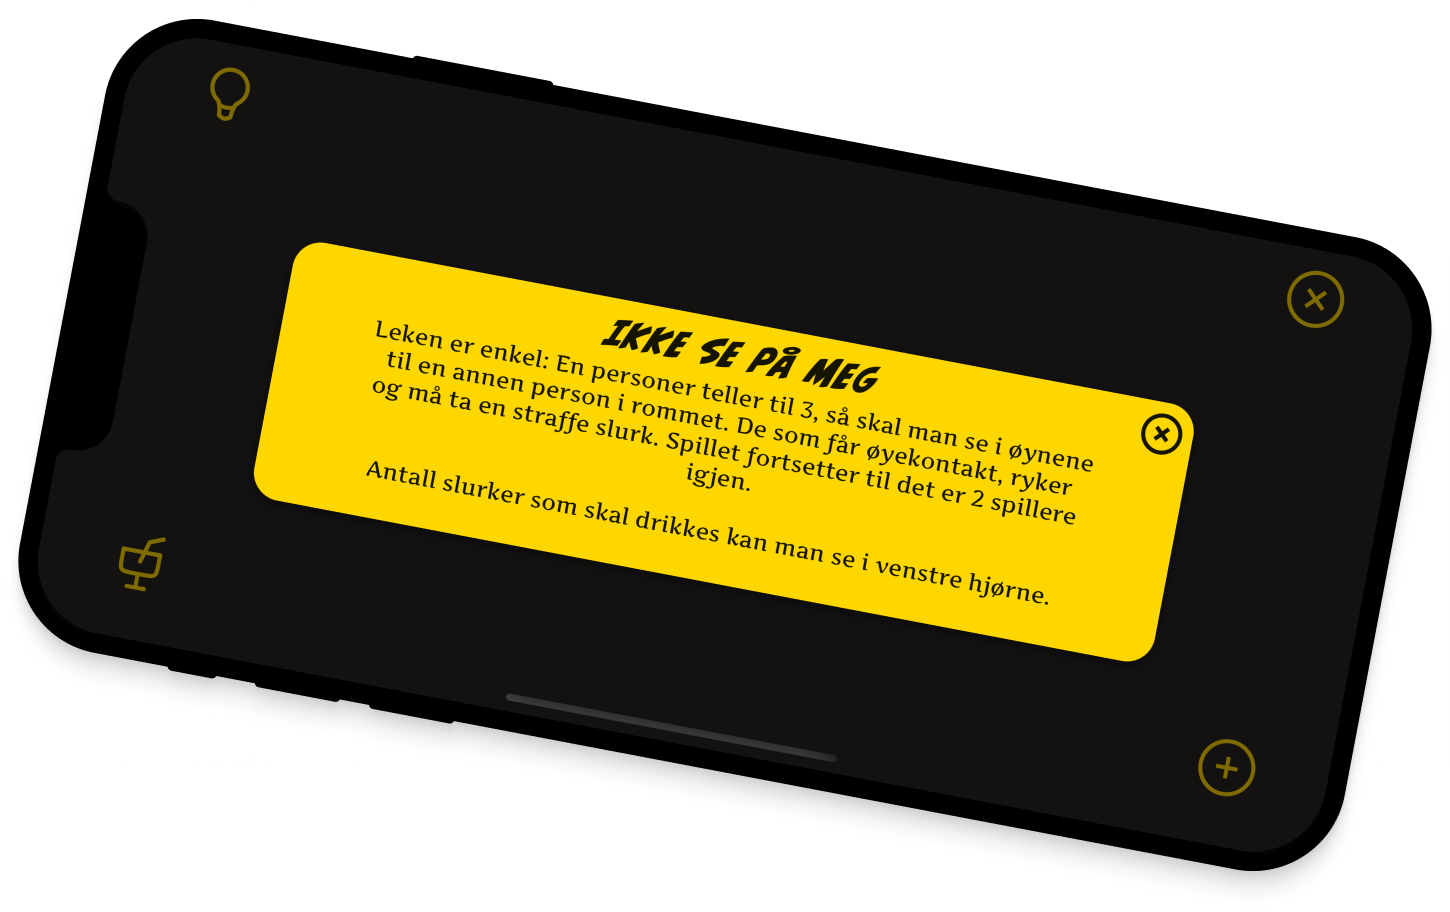 IKKE SE PÅ MEG
Leken er enkel: En personer teller til 3, så skal man se i øynene
til en annen person i rommet. De som får øyekontakt, ryker
og må ta en straffe slurk. Spillet fortsetter til det er 2 spillere
igjen.
Antall slurker som skal drikkes kan man se i venstre hjørne.